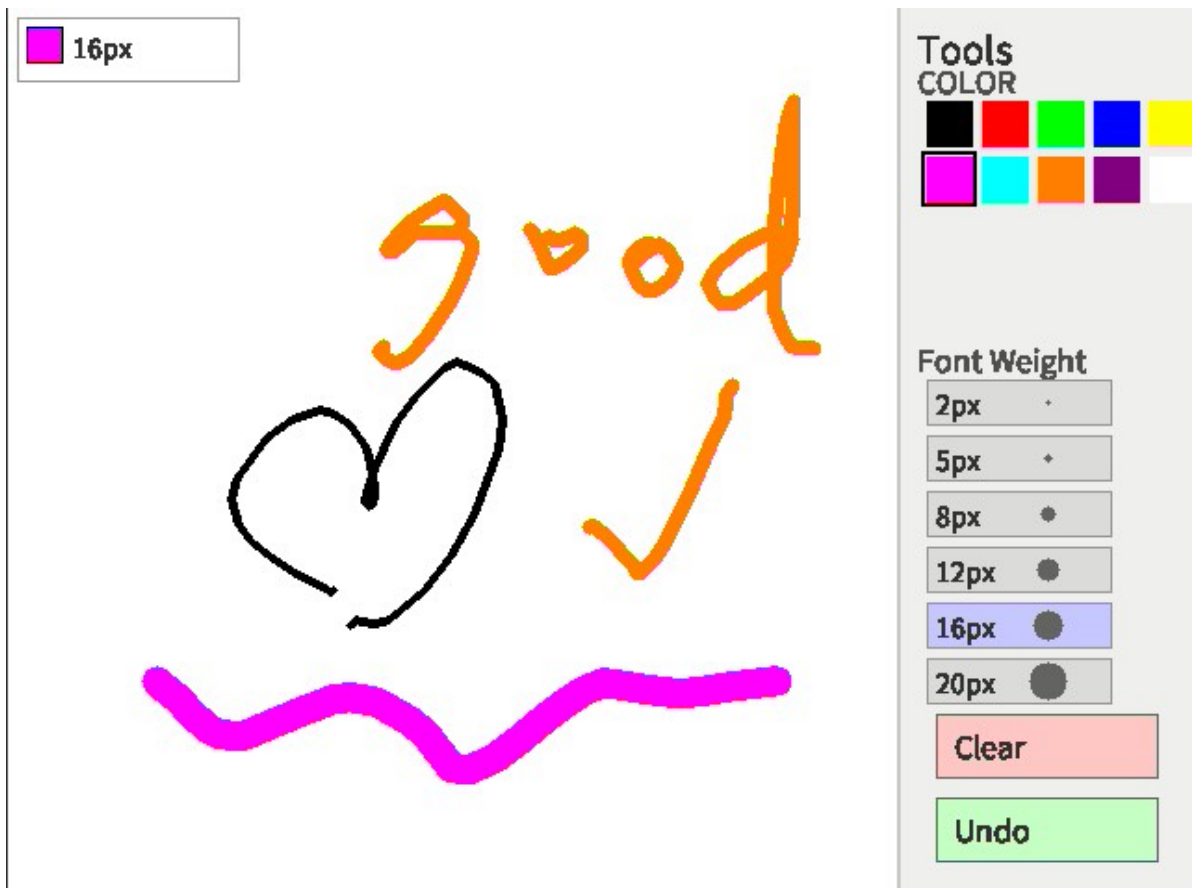 16px
good
Tools
COLOR
Font Weight
2px
5px
8px
12px
16px
20px
Clear
Undo